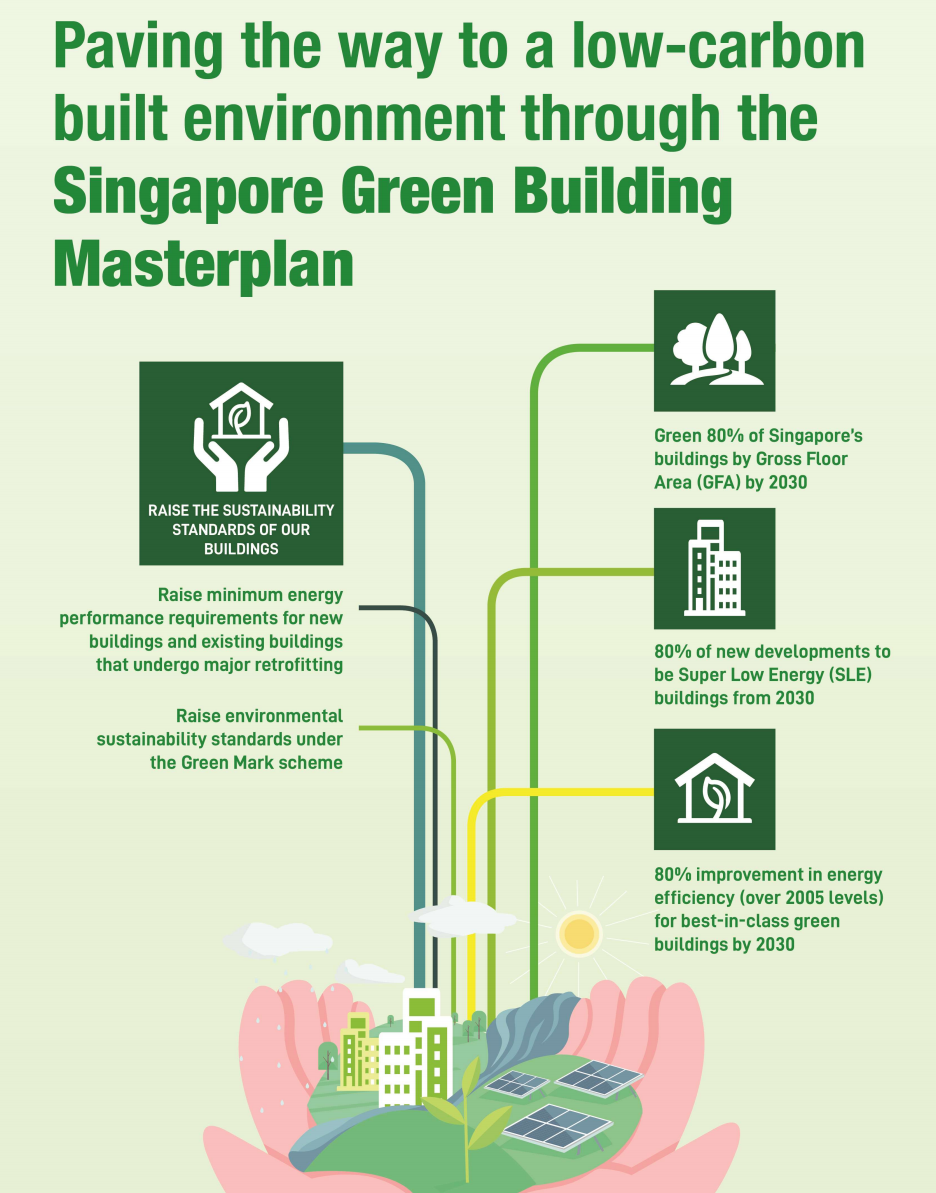 Paving the way to a low-carbon
built environment through the
Singapore Green Building
Masterplan
RAISE THE SUSTAINABILITY
STANDARDS OF OUR
BUILDINGS
Raise minimum energy
performance requirements for new
buildings and existing buildings
that undergo major retrofitting
Raise environmental
sustainability standards under
the Green Mark scheme
Green 80% of Singapore's
buildings by Gross Floor
Area (GFA) by 2030
80% of new developments to
be Super Low Energy (SLE)
buildings from 2030
80% improvement in energy
efficiency (over 2005 levels)
for best-in-class green
buildings by 2030